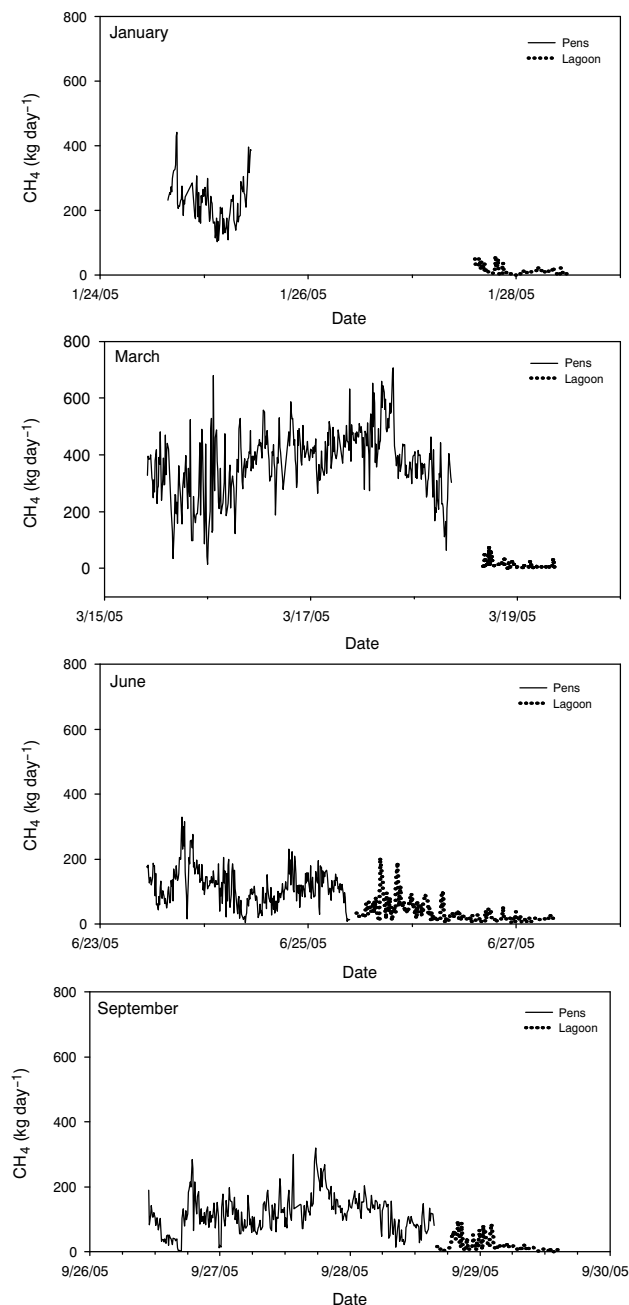 January
Pens
Lagoon
CH₄ (kg day⁻¹)
800
600
400
200
0
1/24/05
1/26/05
1/28/05
Date
March
Pens
Lagoon
CH₄ (kg day⁻¹)
800
600
400
200
0
3/15/05
3/17/05
3/19/05
Date
June
Pens
Lagoon
CH₄ (kg day⁻¹)
800
600
400
200
0
6/23/05
6/25/05
6/27/05
Date
September
Pens
Lagoon
CH₄ (kg day⁻¹)
800
600
400
200
0
9/26/05
9/27/05
9/28/05
9/29/05
9/30/05
Date